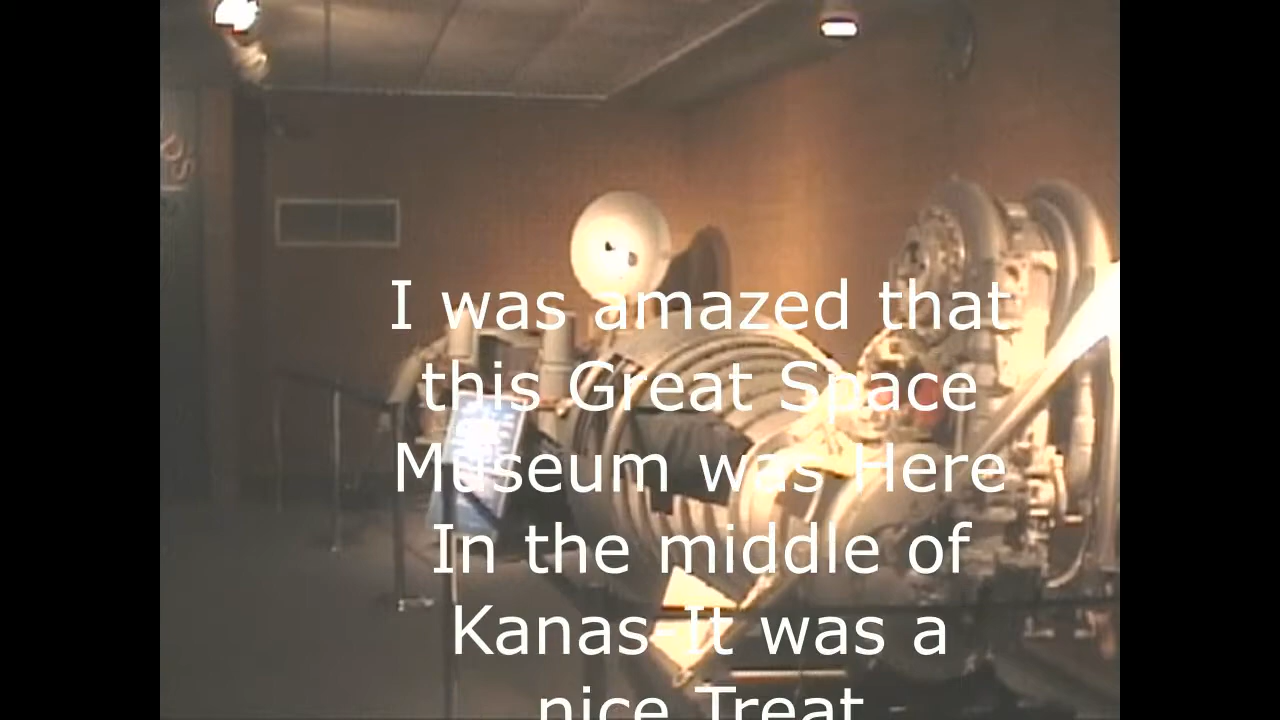 I was amazed that
this Great Space
Museum was Here
In the middle of
Kanas-It was a
nice Treat